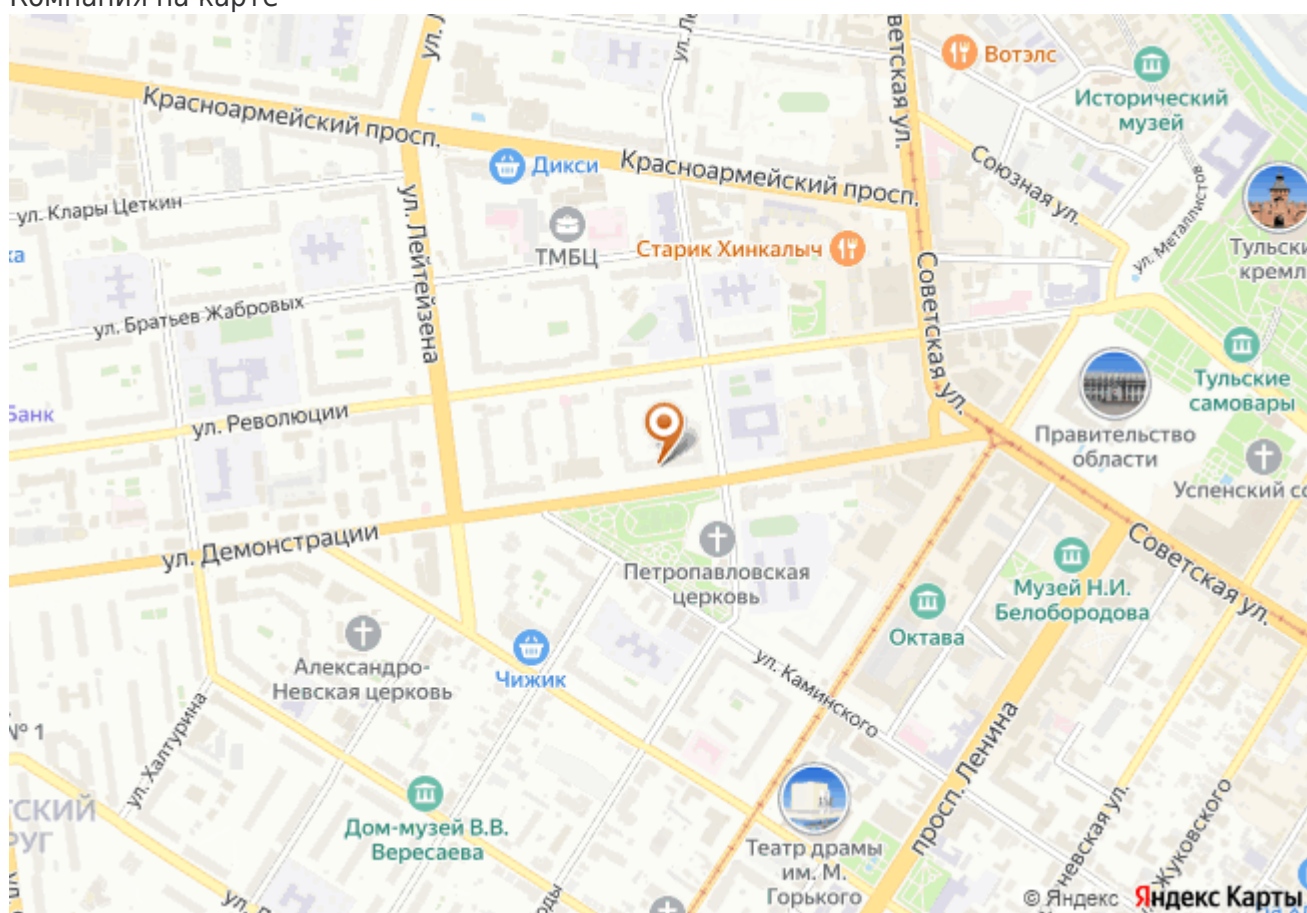 Компания на карте
Вотэлс
Исторический
музей
Советская ул.
Красноармейский просп.
Дикси
Красноармейский просп.
Союзная ул.
ул. Клары Цеткин
ул. Лейтейзена
ТМБЦ
Старик Хинкалыч
ул. Металлистов
Советская ул.
ул. Братьев Жабровых
Тульские
самовары
Банк
ул. Революции
Правительство
области
Успенский
ул. Демонстрации
Петропавловская
церковь
Музей Н.И.
Белобородова
Советская ул.
Октава
Александро-
Невская церковь
Чижик
ул. Каминского
№ 1
ул. Халтурина
просп. Ленина
Дом-музей В.В.
Вересаева
Театр драмы
им. М.
Горького
Жуковского
© Яндекс Яндекс Карты